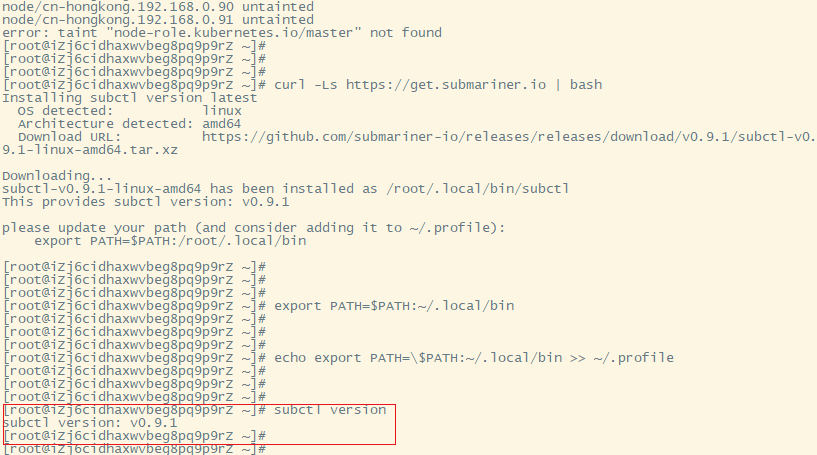 node/cn-hongkong.192.168.0.90 untainted
node/cn-hongkong.192.168.0.91 untainted
error: taint "node-role.kubernetes.io/master" not found
[root@iZj6cidhaxwvbeg8pq9p9rZ ~]#
[root@iZj6cidhaxwvbeg8pq9p9rZ ~]#
[root@iZj6cidhaxwvbeg8pq9p9rZ ~]#
[root@iZj6cidhaxwvbeg8pq9p9rZ ~]# curl -Ls https://get.submariner.io | bash
Installing subctl version latest
  OS detected:           linux
  Architecture detected: amd64
  Download URL:          https://github.com/submariner-io/releases/releases/download/v0.9.1/subctl-v0.
9.1-linux-amd64.tar.xz

Downloading...
subctl-v0.9.1-linux-amd64 has been installed as /root/.local/bin/subctl
This provides subctl version: v0.9.1

please update your path (and consider adding it to ~/.profile):
    export PATH=$PATH:/root/.local/bin

[root@iZj6cidhaxwvbeg8pq9p9rZ ~]#
[root@iZj6cidhaxwvbeg8pq9p9rZ ~]#
[root@iZj6cidhaxwvbeg8pq9p9rZ ~]#
[root@iZj6cidhaxwvbeg8pq9p9rZ ~]# export PATH=$PATH:~/.local/bin
[root@iZj6cidhaxwvbeg8pq9p9rZ ~]#
[root@iZj6cidhaxwvbeg8pq9p9rZ ~]#
[root@iZj6cidhaxwvbeg8pq9p9rZ ~]#
[root@iZj6cidhaxwvbeg8pq9p9rZ ~]# echo export PATH=\$PATH:~/.local/bin >> ~/.profile
[root@iZj6cidhaxwvbeg8pq9p9rZ ~]#
[root@iZj6cidhaxwvbeg8pq9p9rZ ~]#
[root@iZj6cidhaxwvbeg8pq9p9rZ ~]#
[root@iZj6cidhaxwvbeg8pq9p9rZ ~]# subctl version
subctl version: v0.9.1
[root@iZj6cidhaxwvbeg8pq9p9rZ ~]#
[root@iZj6cidhaxwvbeg8pq9p9rZ ~]#